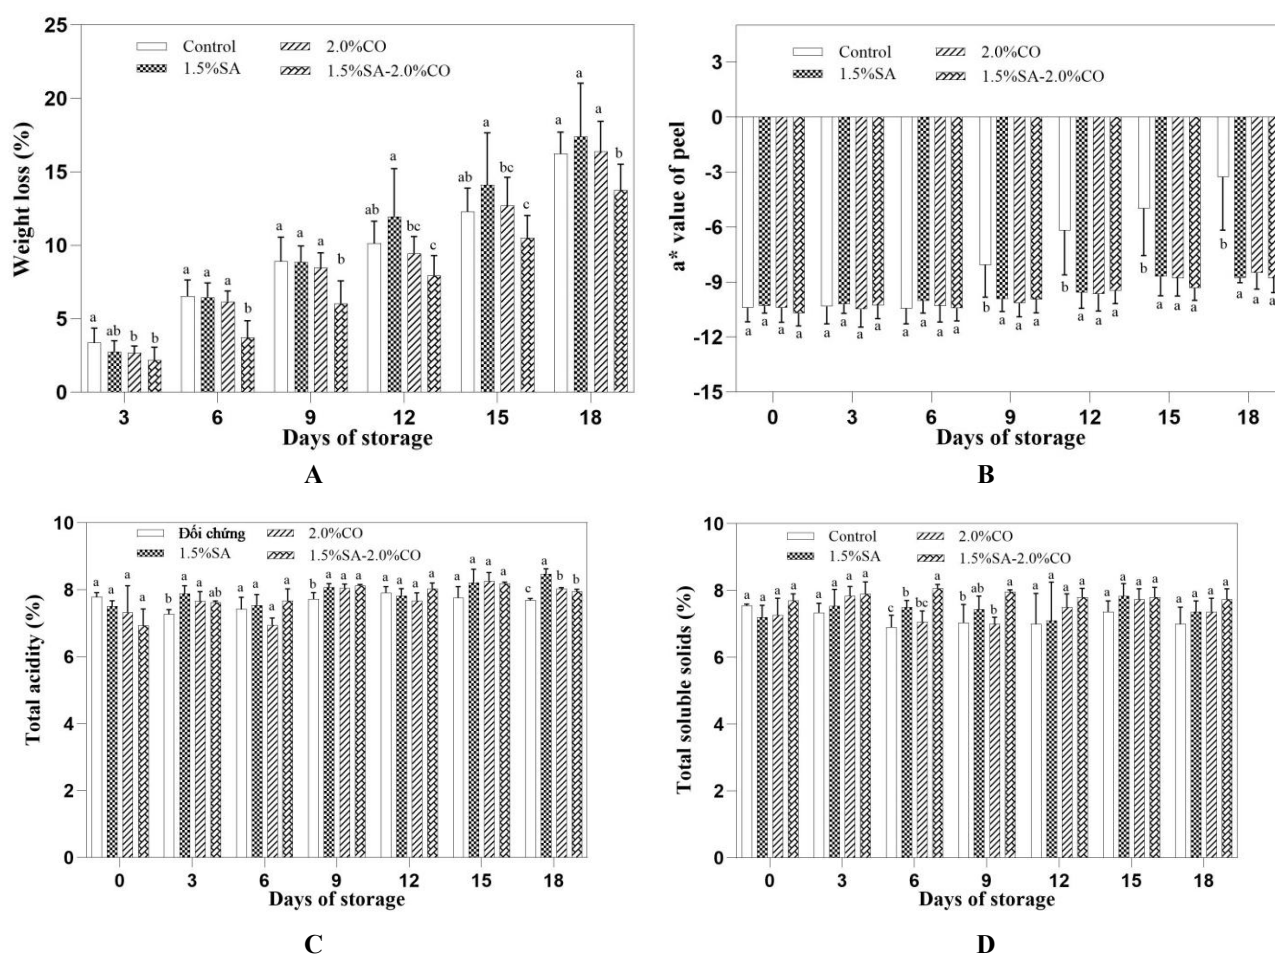 Control 2.0%CO
1.5%SA 1.5%SA-2.0%CO
Weight loss (%)
25
20
15
10
5
0
a ab b b
a a a b
a a a b
ab a bc c
ab a bc c
a a a b
3 6 9 12 15 18
Days of storage
A
Control 2.0%CO
1.5%SA 1.5%SA-2.0%CO
a* value of peel
3
0
-3
-6
-9
-12
-15
a a a a
a a a a
a a a a
b a a a
b a a a
b a a a
b a a a
0 3 6 9 12 15 18
Days of storage
B
Đối chứng 2.0%CO
1.5%SA 1.5%SA-2.0%CO
Total acidity (%)
10
8
6
4
2
0
a a a a
b a a ab
a a a a
b a a a
a a a a
a a a a
c a b b
0 3 6 9 12 15 18
Days of storage
C
Control 2.0%CO
1.5%SA 1.5%SA-2.0%CO
Total soluble solids (%)
10
8
6
4
2
0
a a a a
a a a a
c b bc a
b ab b a
a a a a
a a a a
a a a a
0 3 6 9 12 15 18
Days of storage
D